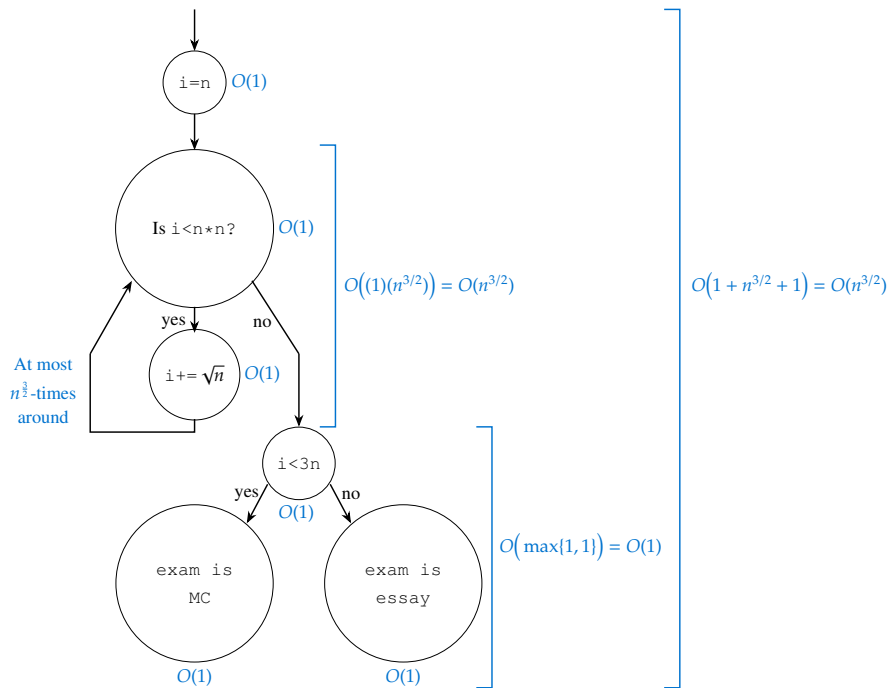 i=n
O(1)
Is i<n*n?
O(1)
O((1)(n^{3/2})) = O(n^{3/2})
O(1 + n^{3/2} + 1) = O(n^{3/2})
yes
no
At most
n^{\frac{3}{2}}-times
around
i+= √n
O(1)
i<3n
yes
no
O(1)
O(max{1, 1}) = O(1)
exam is
MC
exam is
essay
O(1)
O(1)